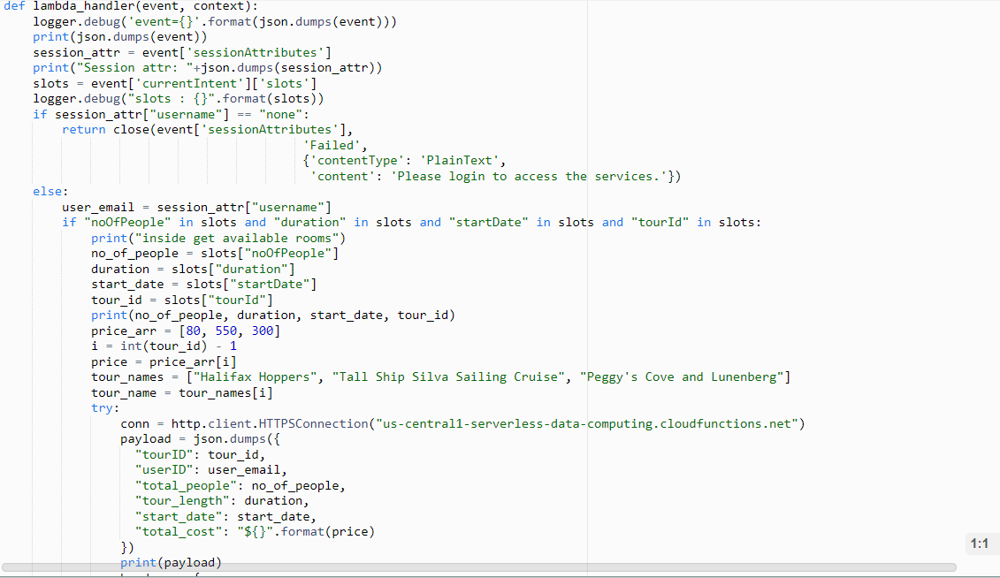 def lambda_handler(event, context):
    logger.debug('event={}'.format(json.dumps(event)))
    print(json.dumps(event))
    session_attr = event['sessionAttributes']
    print("Session attr: "+json.dumps(session_attr))
    slots = event['currentIntent']['slots']
    logger.debug("slots : {}".format(slots))
    if session_attr["username"] == "none":
        return close(event['sessionAttributes'],
                                         'Failed',
                                         {'contentType': 'PlainText',
                                          'content': 'Please login to access the services.'})
    else:
        user_email = session_attr["username"]
        if "noOfPeople" in slots and "duration" in slots and "startDate" in slots and "tourId" in slots:
            print("inside get available rooms")
            no_of_people = slots["noOfPeople"]
            duration = slots["duration"]
            start_date = slots["startDate"]
            tour_id = slots["tourId"]
            print(no_of_people, duration, start_date, tour_id)
            price_arr = [80, 550, 300]
            i = int(tour_id) - 1
            price = price_arr[i]
            tour_names = ["Halifax Hoppers", "Tall Ship Silva Sailing Cruise", "Peggy's Cove and Lunenberg"]
            tour_name = tour_names[i]
            try:
                conn = http.client.HTTPSConnection("us-central1-serverless-data-computing.cloudfunctions.net")
                payload = json.dumps({
                  "tourID": tour_id,
                  "userID": user_email,
                  "total_people": no_of_people,
                  "tour_length": duration,
                  "start_date": start_date,
                  "total_cost": "${}".format(price)
                })
                print(payload)
1:1